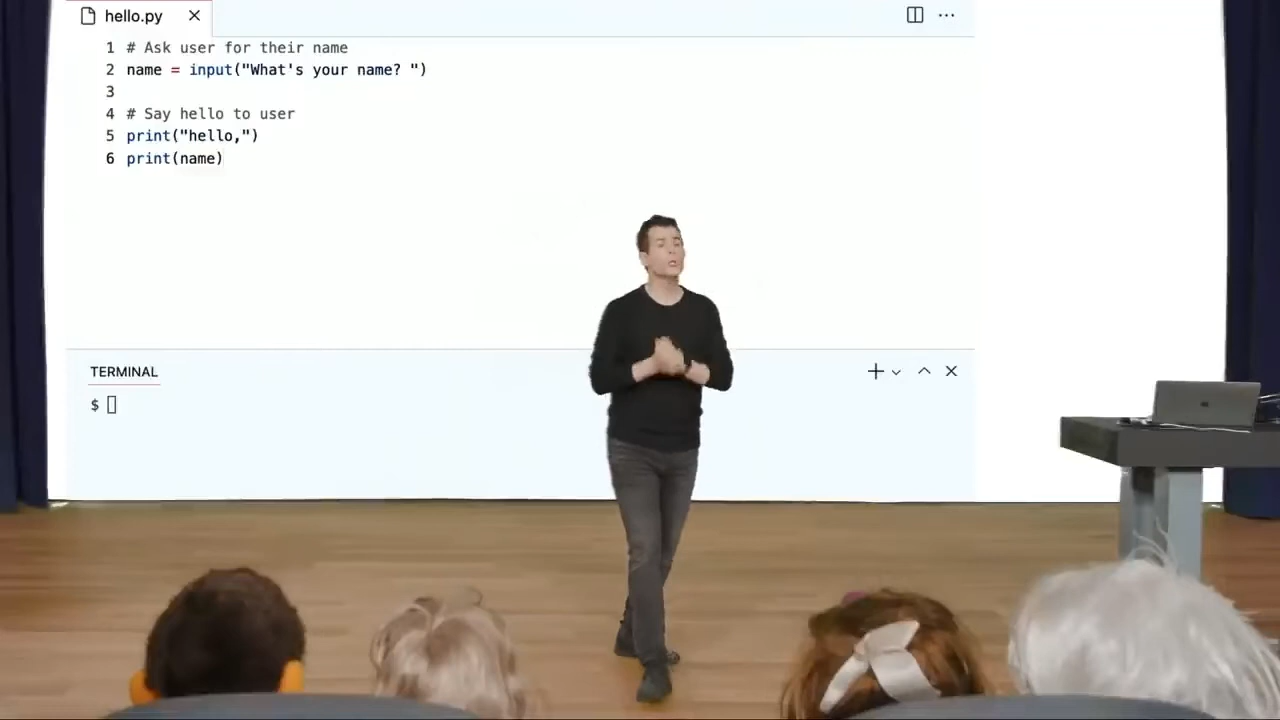 hello.py
1 # Ask user for their name
2 name = input("What's your name? ")
3
4 # Say hello to user
5 print("hello,")
6 print(name)
TERMINAL
$